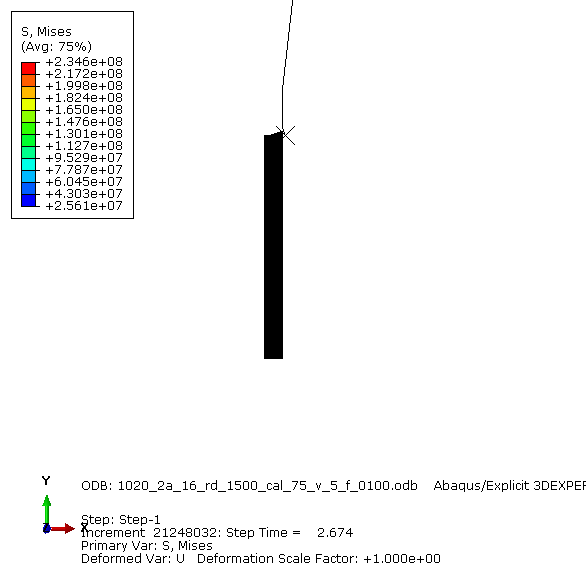 S, Mises
(Avg: 75%)
+2.346e+08
+2.172e+08
+1.998e+08
+1.824e+08
+1.650e+08
+1.476e+08
+1.301e+08
+1.127e+08
+9.529e+07
+7.787e+07
+6.045e+07
+4.303e+07
+2.561e+07
Y
X
ODB: 1020_2a_16_rd_1500_cal_75_v_5_f_0100.odb Abaqus/Explicit 3DEXPER
Step: Step-1
Increment 21248032: Step Time = 2.674
Primary Var: S, Mises
Deformed Var: U Deformation Scale Factor: +1.000e+00